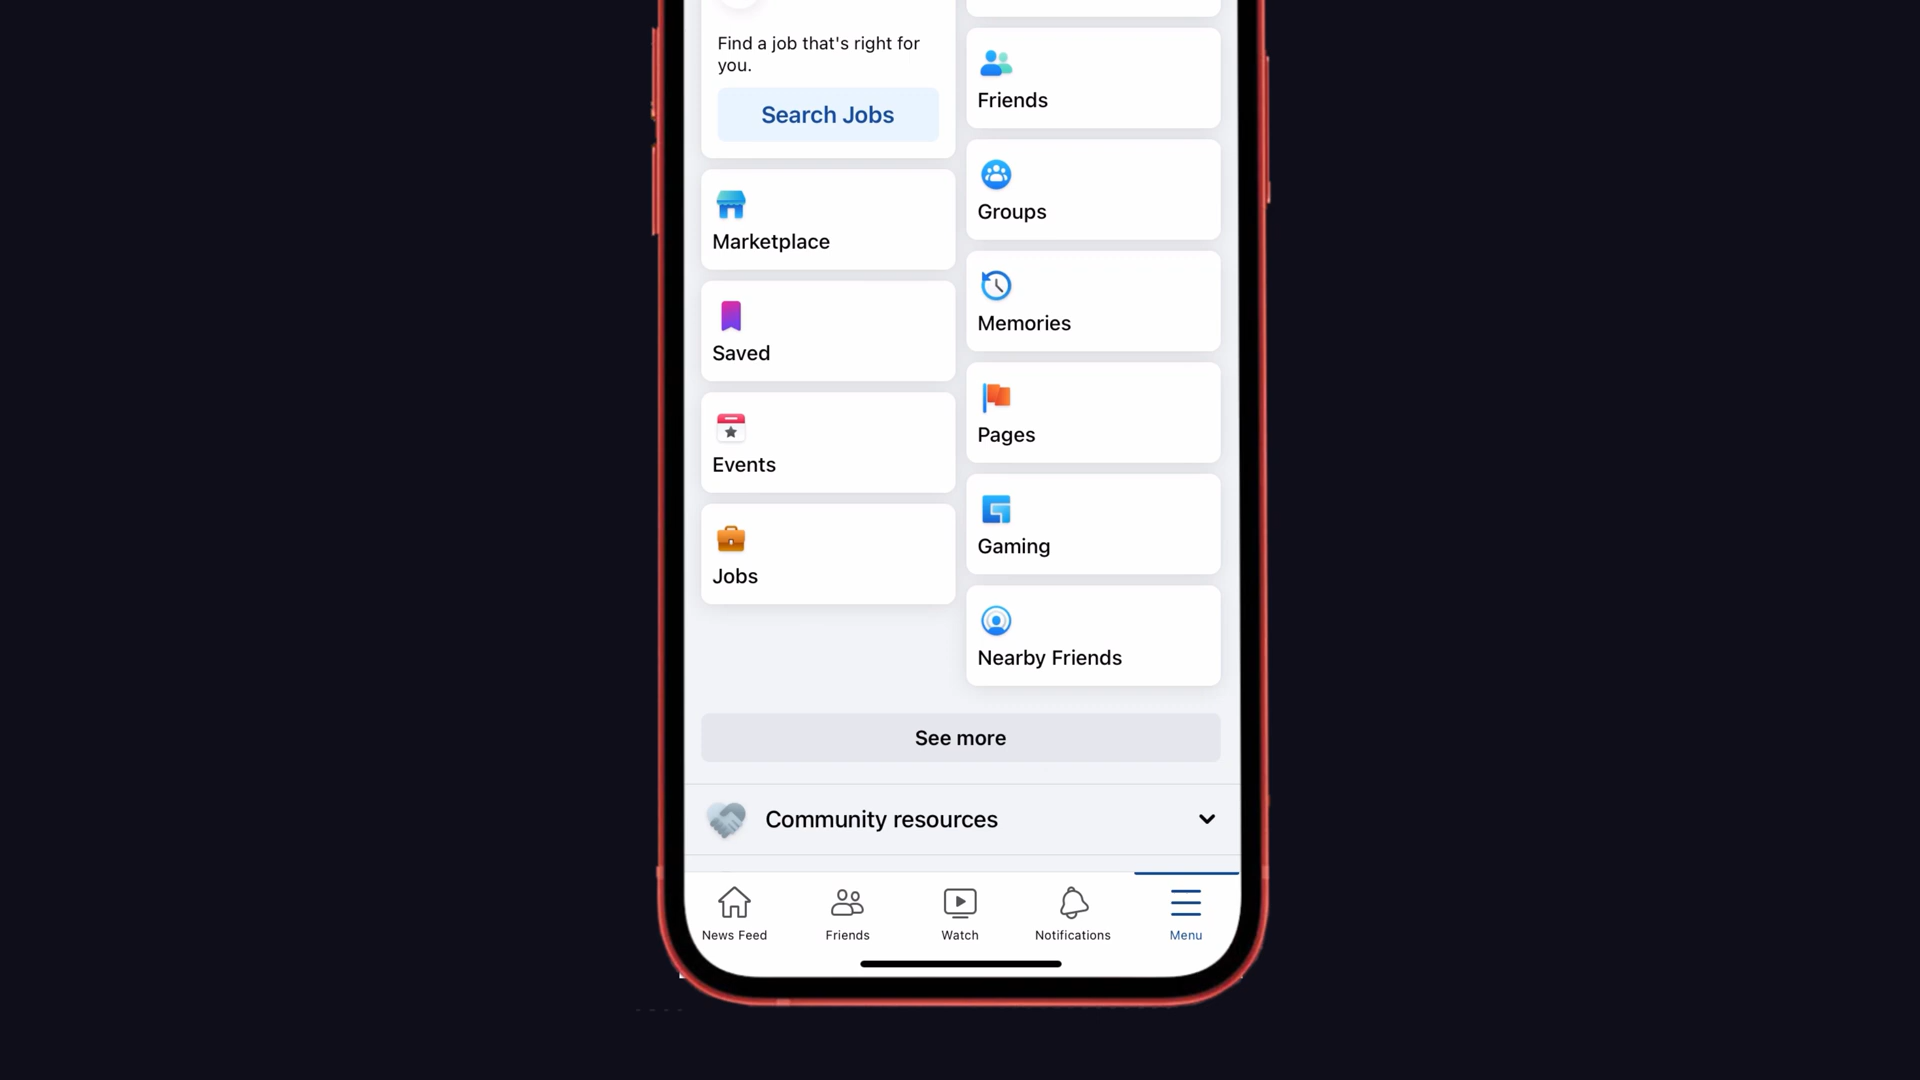 Find a job that's right for
you.
Search Jobs
Marketplace
Saved
Events
Jobs
Friends
Groups
Memories
Pages
Gaming
Nearby Friends
See more
Community resources
News Feed
Friends
Watch
Notifications
Menu